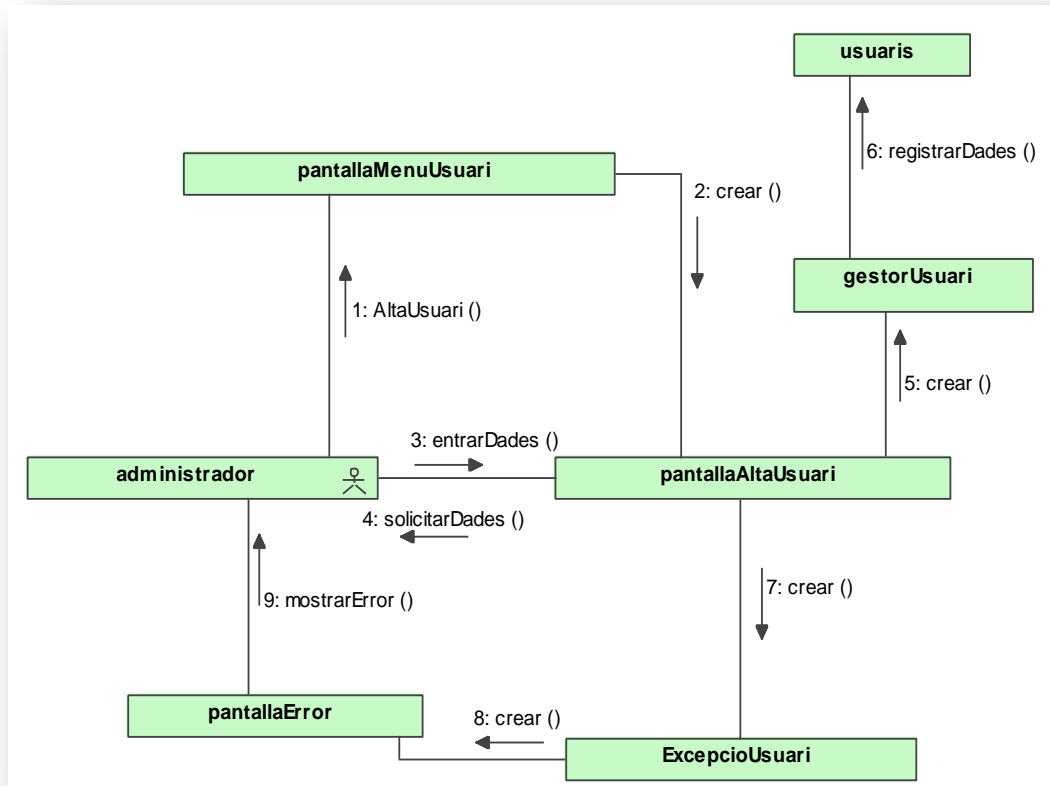 usuaris
6: registrarDades ()
pantallaMenuUsuari
2: crear ()
gestorUsuari
1: AltaUsuari ()
5: crear ()
3: entrarDades ()
administrador
pantallaAltaUsuari
4: solicitarDades ()
7: crear ()
9: mostrarError ()
pantallaError
8: crear ()
ExcepcioUsuari